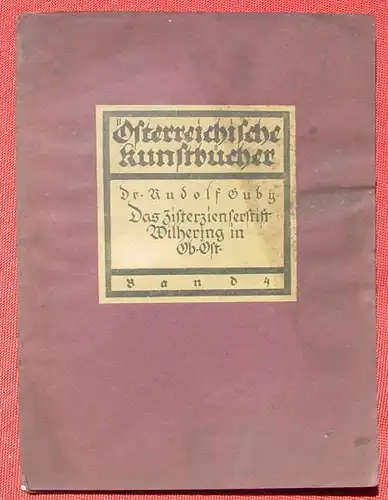 Österreichische
Kunstbücher
Dr. Rudolf Guby
Das Zisterzienserstift
Wilhering in
Ob.-Öst.
Band 4